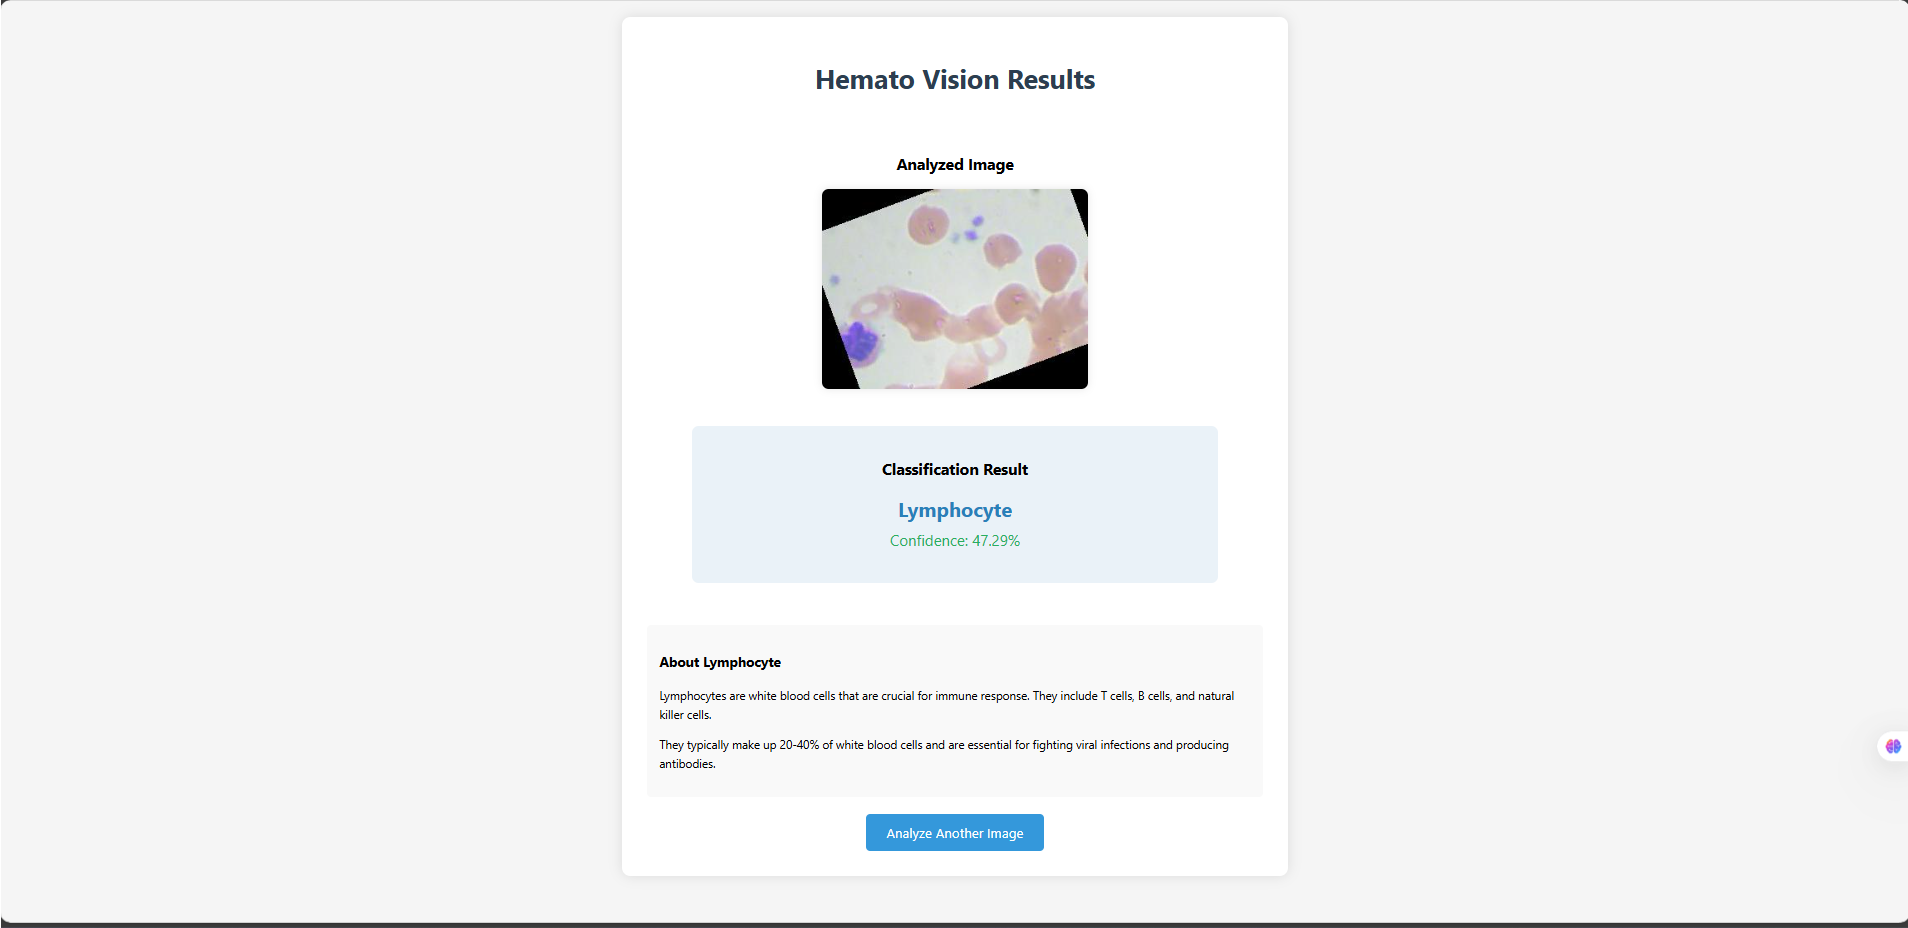 Hemato Vision Results
Analyzed Image
Classification Result
Lymphocyte
Confidence: 47.29%
About Lymphocyte
Lymphocytes are white blood cells that are crucial for immune response. They include T cells, B cells, and natural
killer cells.
They typically make up 20-40% of white blood cells and are essential for fighting viral infections and producing
antibodies.
Analyze Another Image